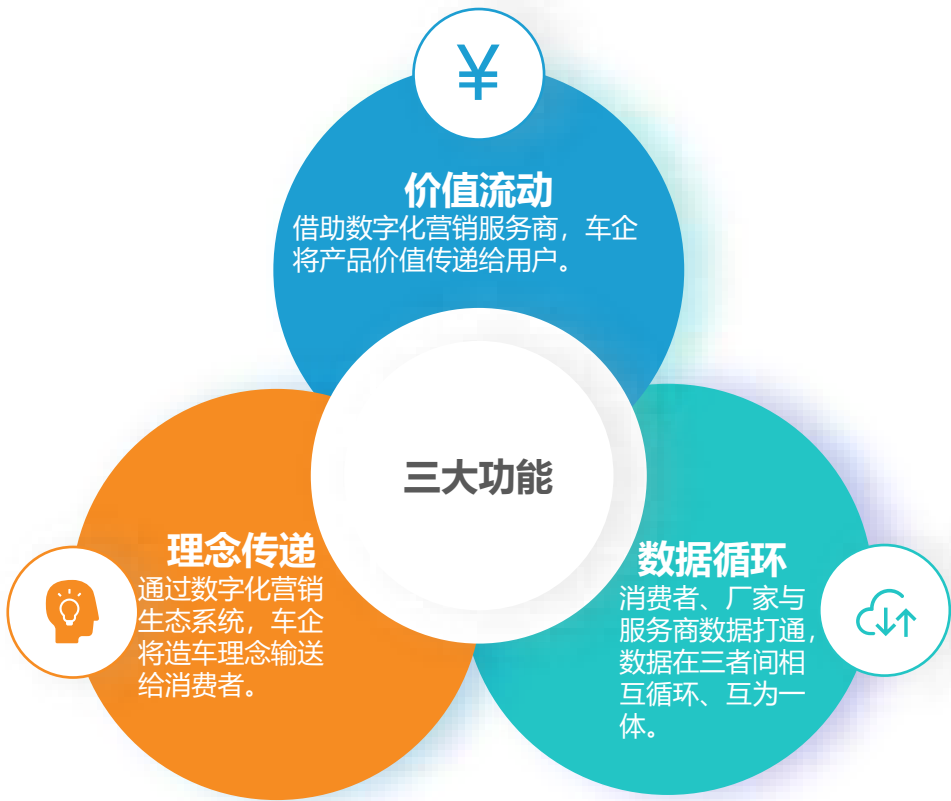 ¥
价值流动
借助数字化营销服务商，车企
将产品价值传递给用户。
三大功能
理念传递
通过数字化营销
生态系统，车企
将造车理念输送
给消费者。
数据循环
消费者、厂家与
服务商数据打通，
数据在三者间相
互循环、互为一
体。